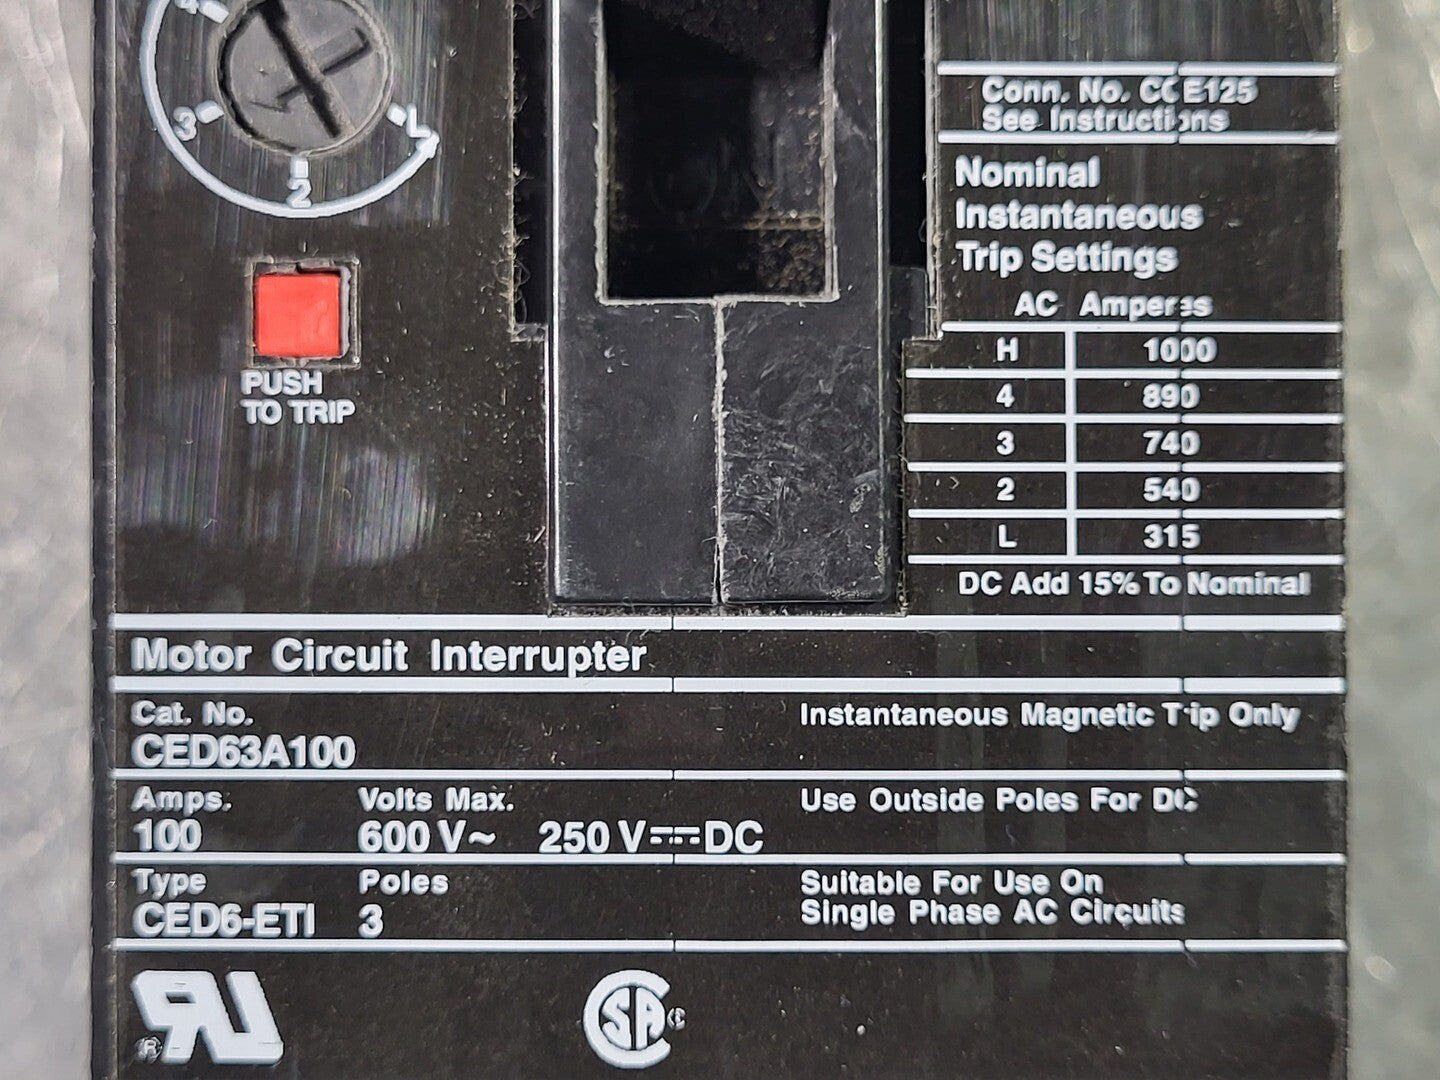 4
3
2
L
PUSH
TO TRIP
Conn. No. CCE125
See Instructions
Nominal
Instantaneous
Trip Settings
AC Amperes
H 1000
4 890
3 740
2 540
L 315
DC Add 15% To Nominal
Motor Circuit Interrupter
Cat. No. Instantaneous Magnetic Trip Only
CED63A100
Amps. Volts Max. Use Outside Poles For DC
100 600 V~ 250 V⎓DC
Type Poles Suitable For Use On
CED6-ETI 3 Single Phase AC Circuits
RU ®
CSA